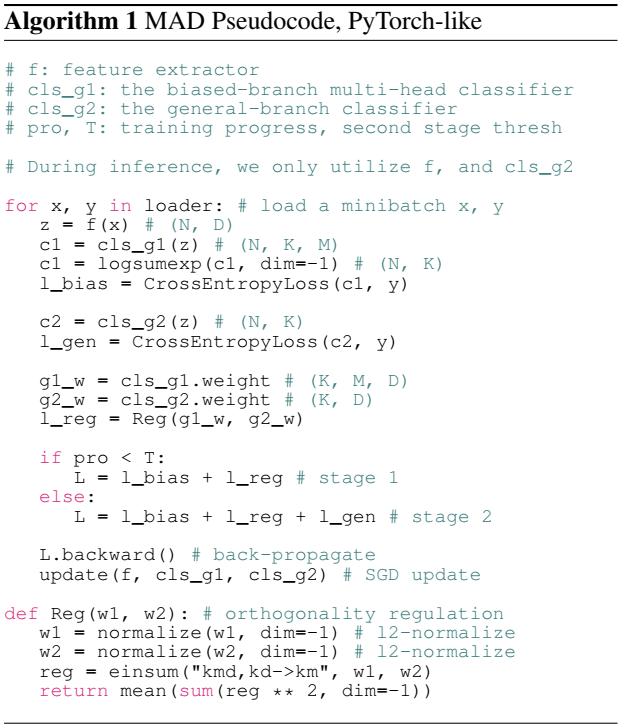 Algorithm 1 MAD Pseudocode, PyTorch-like
# f: feature extractor
# cls_g1: the biased-branch multi-head classifier
# cls_g2: the general-branch classifier
# pro, T: training progress, second stage thresh
# During inference, we only utilize f, and cls_g2
for x, y in loader: # load a minibatch x, y
z = f(x) # (N, D)
c1 = cls_g1(z) # (N, K, M)
c1 = logsumexp(c1, dim=-1) # (N, K)
l_bias = CrossEntropyLoss(c1, y)
c2 = cls_g2(z) # (N, K)
l_gen = CrossEntropyLoss(c2, y)
g1_w = cls_g1.weight # (K, M, D)
g2_w = cls_g2.weight # (K, D)
l_reg = Reg(g1_w, g2_w)
if pro < T:
L = l_bias + l_reg # stage 1
else:
L = l_bias + l_reg + l_gen # stage 2
L.backward() # back-propagate
update(f, cls_g1, cls_g2) # SGD update
def Reg(w1, w2): # orthogonality regulation
w1 = normalize(w1, dim=-1) # l2-normalize
w2 = normalize(w2, dim=-1) # l2-normalize
reg = einsum("kmd,kd->km", w1, w2)
return mean(sum(reg ** 2, dim=-1))